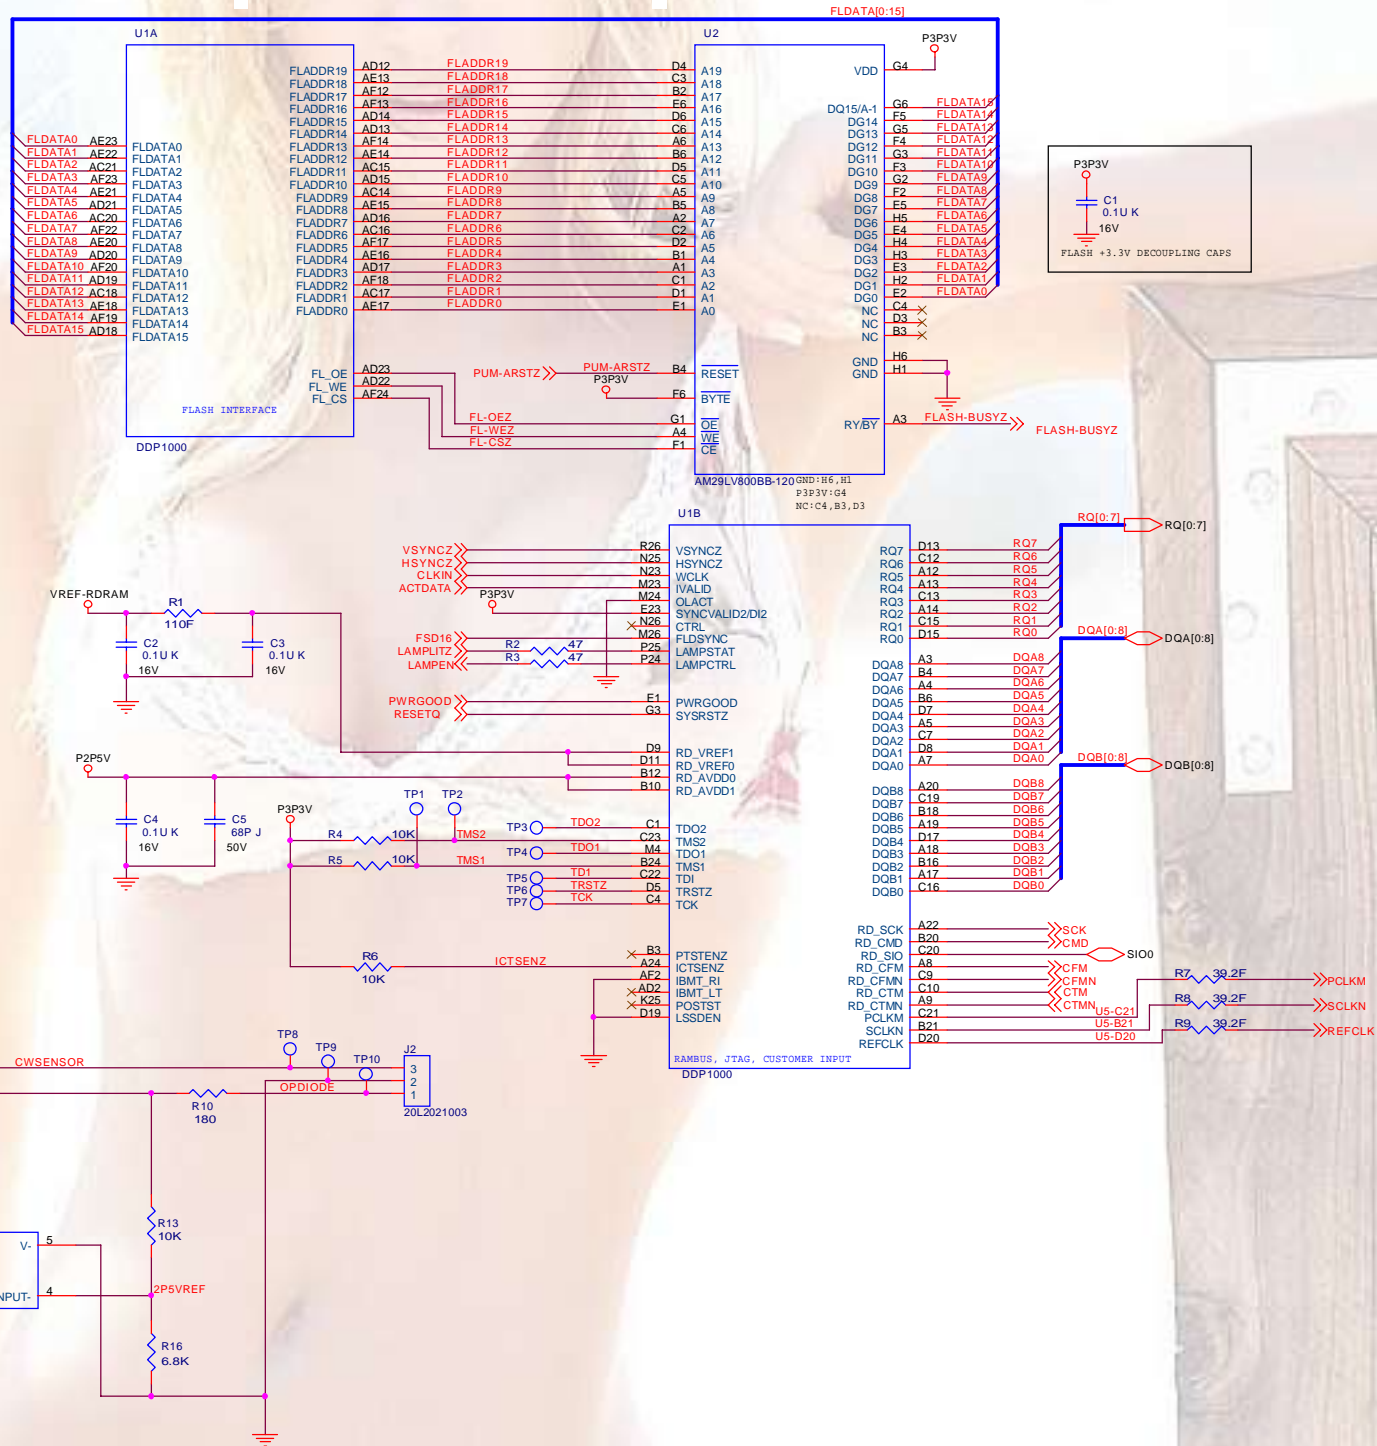 FLDATA[0:15]
U1A
U2
P3P3V
FLADDR19 AD12 FLADDR19 D4 A19 VDD G4
FLADDR18 AE13 FLADDR18 C3 A18
FLADDR17 AF12 FLADDR17 B2 A17
FLADDR16 AF13 FLADDR16 E6 A16 DQ15/A-1 G6 FLDATA15
FLADDR15 AD14 FLADDR15 D6 A15 DG14 F5 FLDATA14
FLADDR14 AD13 FLADDR14 C6 A14 DG13 G5 FLDATA13
FLDATA0 AE23 FLDATA0 FLADDR13 AF14 FLADDR13 A6 A13 DG12 F4 FLDATA12
FLDATA1 AE22 FLDATA1 FLADDR12 AE14 FLADDR12 B6 A12 DG11 G3 FLDATA11
FLDATA2 AC21 FLDATA2 FLADDR11 AC15 FLADDR11 D5 A11 DG10 F3 FLDATA10
FLDATA3 AF23 FLDATA3 FLADDR10 AD15 FLADDR10 C5 A10 DG9 G2 FLDATA9
FLDATA4 AE21 FLDATA4 FLADDR9 AC14 FLADDR9 A5 A9 DG8 F2 FLDATA8
FLDATA5 AD21 FLDATA5 FLADDR8 AE15 FLADDR8 B5 A8 DG7 E5 FLDATA7
FLDATA6 AC20 FLDATA6 FLADDR7 AD16 FLADDR7 A2 A7 DG6 H5 FLDATA6
FLDATA7 AF22 FLDATA7 FLADDR6 AC16 FLADDR6 C2 A6 DG5 E4 FLDATA5
FLDATA8 AE20 FLDATA8 FLADDR5 AF17 FLADDR5 D2 A5 DG4 H4 FLDATA4
FLDATA9 AD20 FLDATA9 FLADDR4 AE16 FLADDR4 B1 A4 DG3 H3 FLDATA3
FLDATA10 AF20 FLDATA10 FLADDR3 AD17 FLADDR3 A1 A3 DG2 E3 FLDATA2
FLDATA11 AD19 FLDATA11 FLADDR2 AF18 FLADDR2 C1 A2 DG1 H2 FLDATA1
FLDATA12 AC18 FLDATA12 FLADDR1 AC17 FLADDR1 D1 A1 DG0 E2 FLDATA0
FLDATA13 AE18 FLDATA13 FLADDR0 AE17 FLADDR0 E1 A0 NC C4
FLDATA14 AF19 FLDATA14 NC D3
FLDATA15 AD18 FLDATA15 NC B3
P3P3V
C1
0.1U K
16V
FLASH +3.3V DECOUPLING CAPS
GND H6
FL_OE AD23 PUM-ARSTZ PUM-ARSTZ B4 RESET GND H1
FL_WE AD22 P3P3V
FL_CS AF24 F6 BYTE
FLASH INTERFACE FL-OEZ G1 OE RY/BY A3 FLASH-BUSYZ FLASH-BUSYZ
FL-WEZ A4 WE
FL-CSZ F1 CE
DDP1000
AM29LV800BB-120 GND:H6,H1
P3P3V:G4
NC:C4,B3,D3
U1B
RQ[0:7] RQ[0:7]
VSYNCZ R26 VSYNCZ RQ7 D13 RQ7
HSYNCZ N25 HSYNCZ RQ6 C12 RQ6
CLKIN N23 WCLK RQ5 A12 RQ5
ACTDATA M23 IVALID RQ4 A13 RQ4
P3P3V M24 OLACT RQ3 C13 RQ3
E23 SYNCVALID2/DI2 RQ2 A14 RQ2
N26 CTRL RQ1 C15 RQ1
FSD16 M26 FLDSYNC RQ0 D15 RQ0
LAMPLITZ R2 47 P25 LAMPSTAT
LAMPEN R3 47 P24 LAMPCTRL
VREF-RDRAM
R1
110F
C2
0.1U K
16V
C3
0.1U K
16V
DQA[0:8] DQA[0:8]
DQA8 A3 DQA8
DQA7 B4 DQA7
DQA6 A4 DQA6
PWRGOOD E1 PWRGOOD DQA5 B6 DQA5
RESETQ G3 SYSRSTZ DQA4 D7 DQA4
DQA3 A5 DQA3
DQA2 C7 DQA2
D9 RD_VREF1 DQA1 D8 DQA1
D11 RD_VREF0 DQA0 A7 DQA0
B12 RD_AVDD0
B10 RD_AVDD1
DQB[0:8] DQB[0:8]
P2P5V
C4
0.1U K
16V
C5
68P J
50V
P3P3V
TP1 TP2
DQB8 A20 DQB8
DQB7 C19 DQB7
DQB6 B18 DQB6
TP3 TDO2 C1 TDO2 DQB5 A19 DQB5
R4 10K TMS2 C23 TMS2 DQB4 D17 DQB4
TP4 TDO1 M4 TDO1 DQB3 A18 DQB3
R5 10K TMS1 B24 TMS1 DQB2 B16 DQB2
TP5 TD1 C22 TDI DQB1 A17 DQB1
TP6 TRSTZ D5 TRSTZ DQB0 C16 DQB0
TP7 TCK C4 TCK
RD_SCK A22 SCK
RD_CMD B20 CMD
B3 PTSTENZ RD_SIO C20 SIO0
R6 10K ICTSENZ A24 ICTSENZ RD_CFM A8 CFM
AF2 IBMT_RI RD_CFMN C9 CFMN
AD2 IBMT_LT RD_CTM C10 CTM
K25 POSTST RD_CTMN A9 CTMN
D19 LSSDEN PCLKM C21 U5-C21 R7 39.2F PCLKM
SCLKN B21 U5-B21 R8 39.2F SCLKN
REFCLK D20 U5-D20 R9 39.2F REFCLK
RAMBUS, JTAG, CUSTOMER INPUT
DDP1000
TP8
TP9
TP10
J2
CWSENSOR 3
2
OPDIODE 1
20L2021003
R10
180
R13
10K
V- 5
NPUT- 4 2P5VREF
R16
6.8K